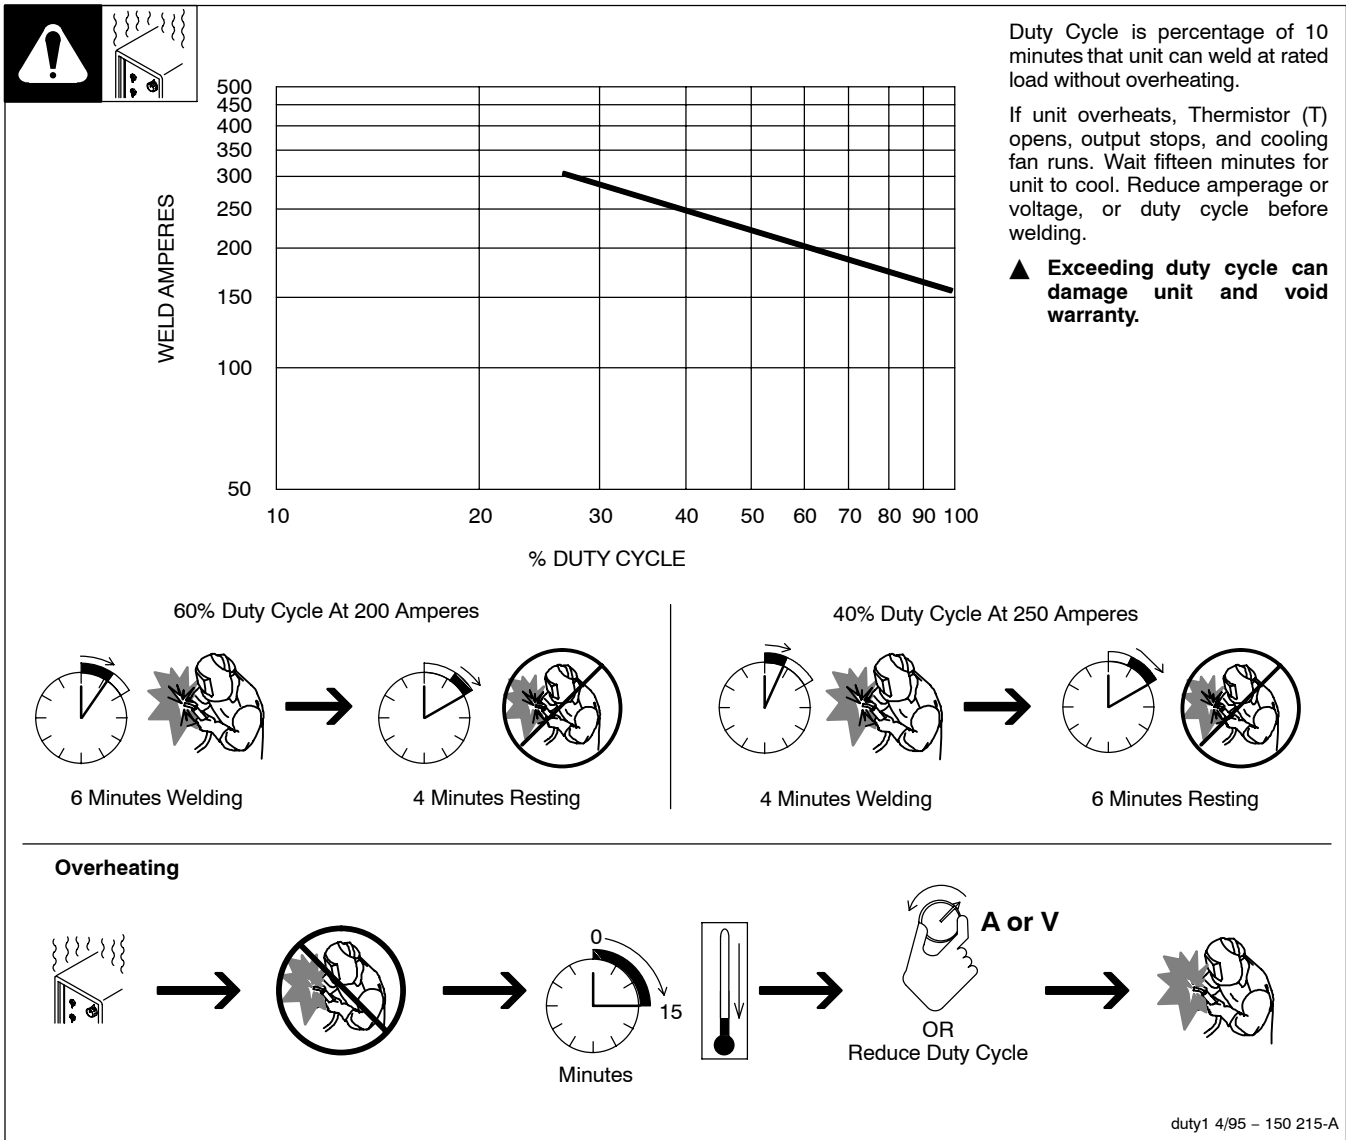 Duty Cycle is percentage of 10
minutes that unit can weld at rated
load without overheating.
If unit overheats, Thermistor (T)
opens, output stops, and cooling
fan runs. Wait fifteen minutes for
unit to cool. Reduce amperage or
voltage, or duty cycle before
welding.
Exceeding duty cycle can
damage unit and void
warranty.
WELD AMPERES
500
450
400
350
300
250
200
150
100
50
10 20 30 40 50 60 70 80 90 100
% DUTY CYCLE
60% Duty Cycle At 200 Amperes
6 Minutes Welding
4 Minutes Resting
40% Duty Cycle At 250 Amperes
4 Minutes Welding
6 Minutes Resting
Overheating
0
15
Minutes
A or V
OR
Reduce Duty Cycle
duty1 4/95 – 150 215-A